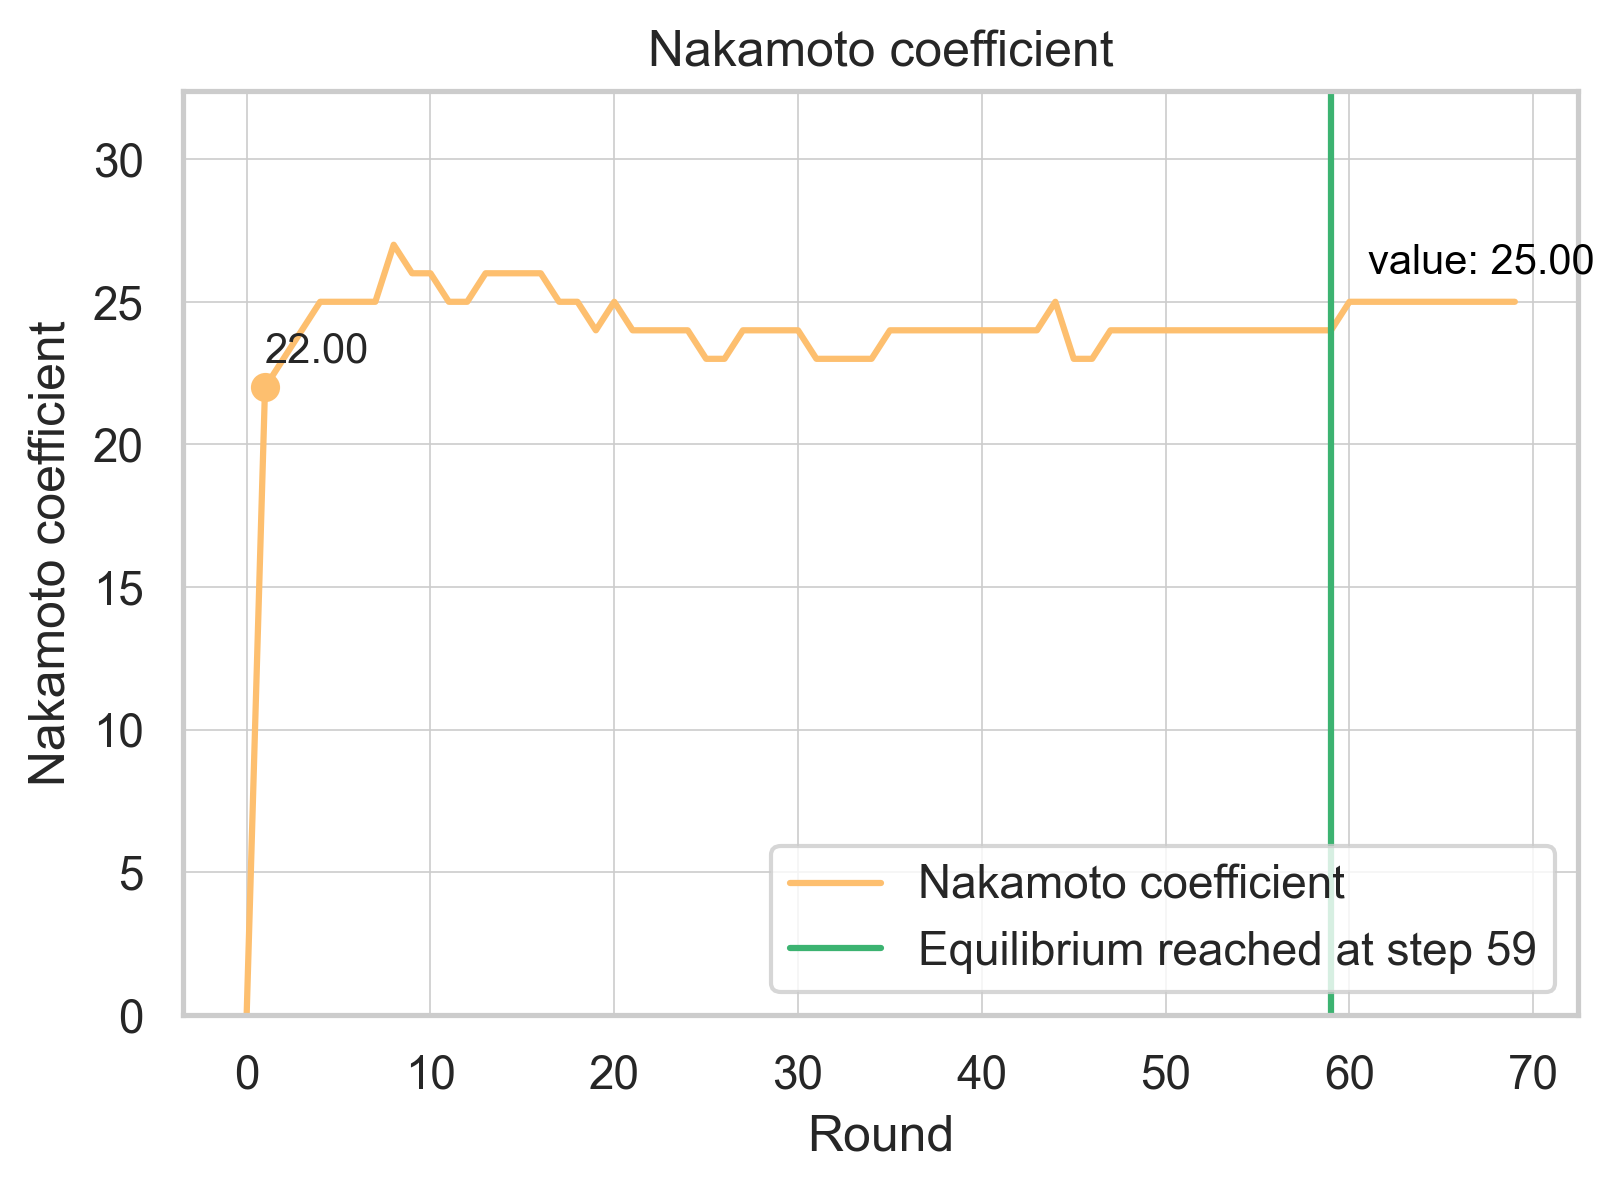 Nakamoto coefficient
Nakamoto coefficient
30
25
20
15
10
5
0
22.00
value: 25.00
Nakamoto coefficient
Equilibrium reached at step 59
0 10 20 30 40 50 60 70
Round